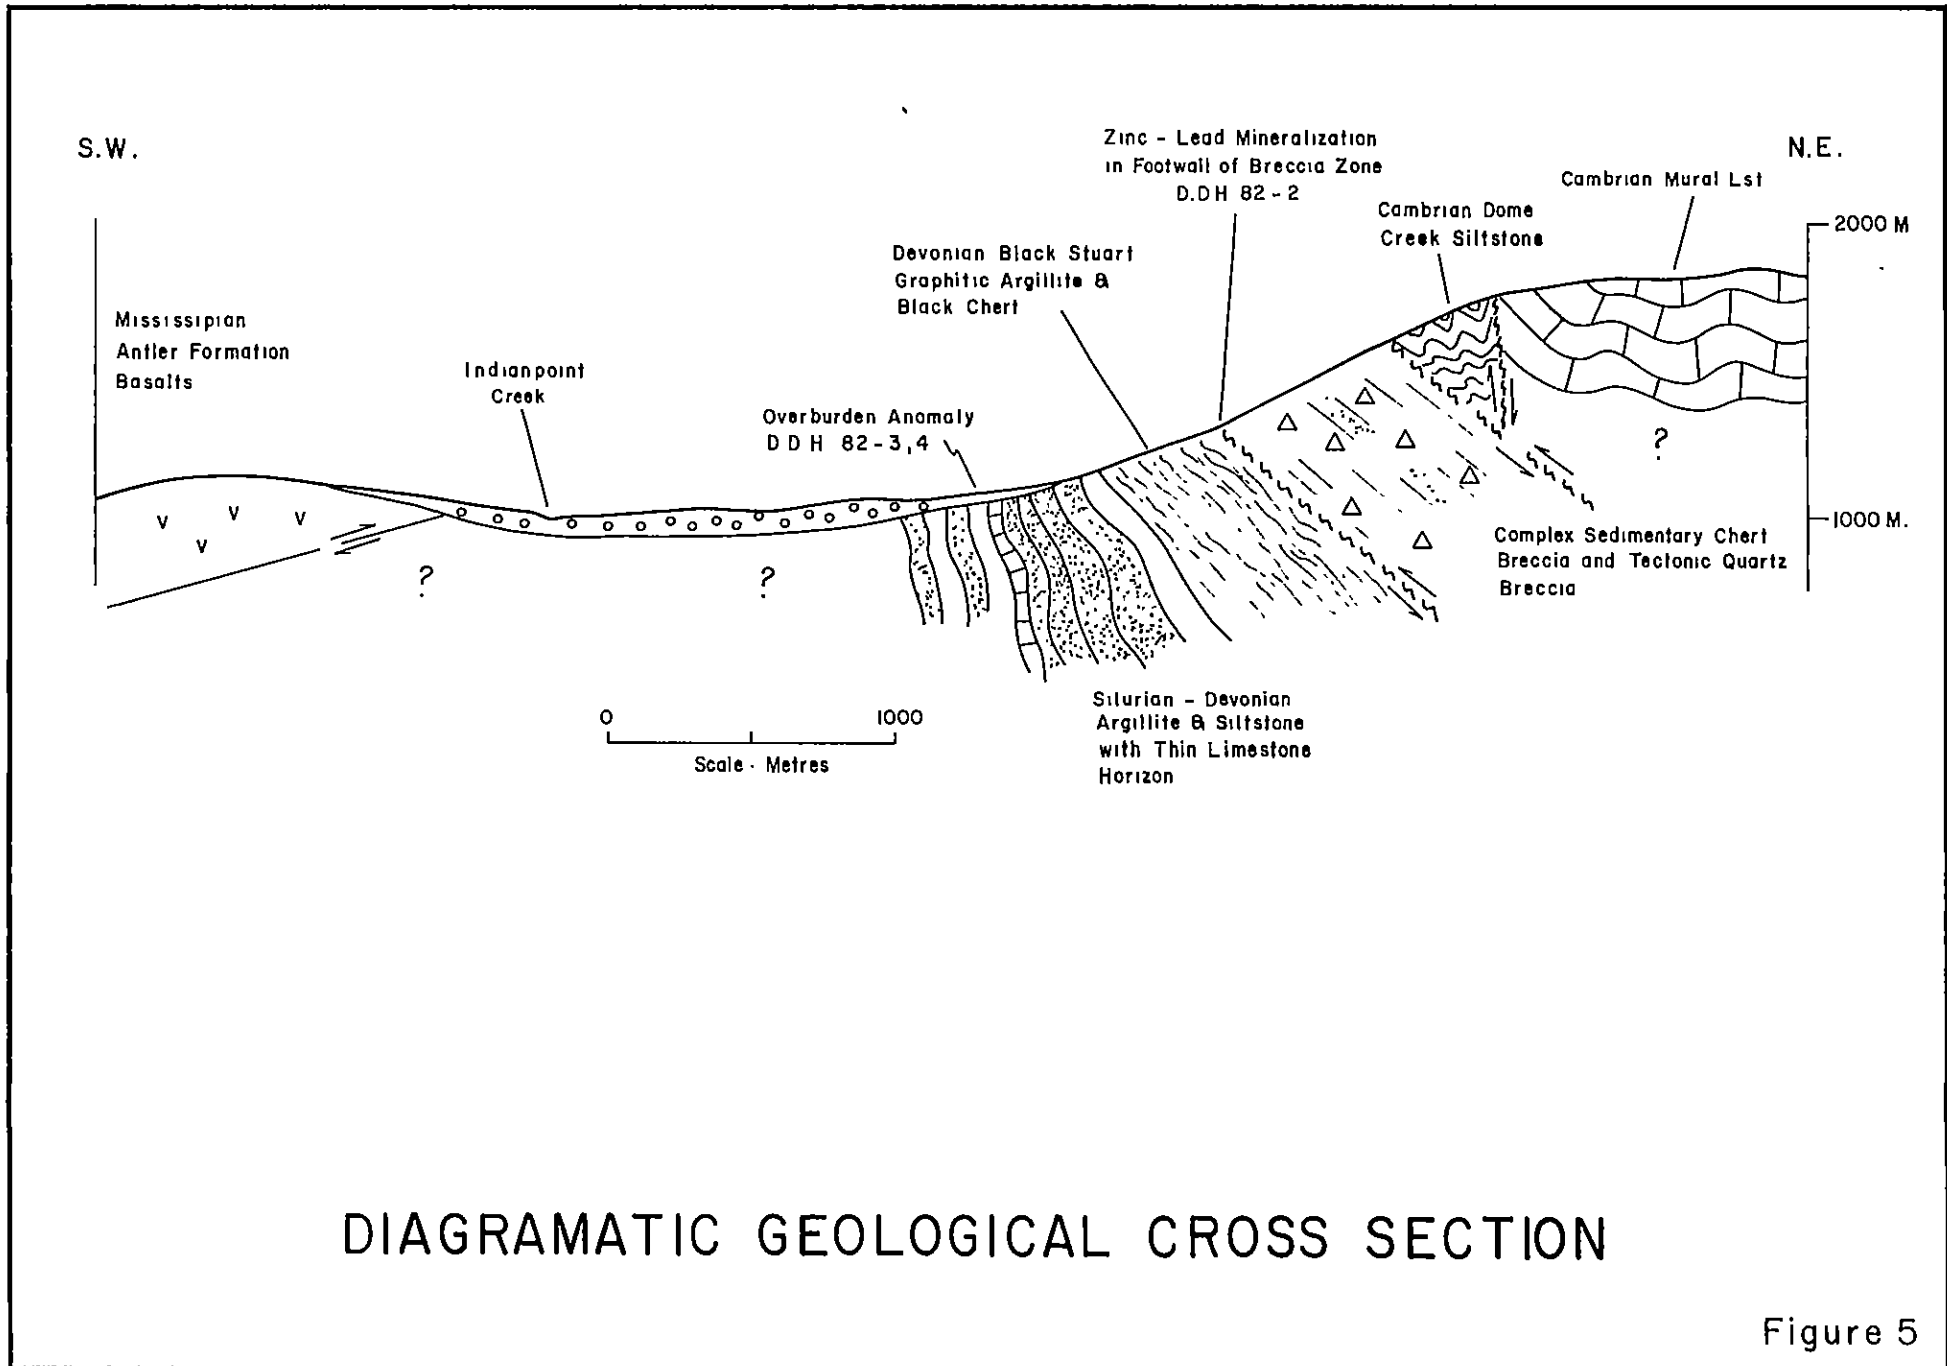 S.W.
N.E.
Zinc - Lead Mineralization
in Footwall of Breccia Zone
D.DH 82-2
Cambrian Mural Lst
Cambrian Dome
Creek Siltstone
2000 M
Devonian Black Stuart
Graphitic Argillite &
Black Chert
Mississipian
Antler Formation
Basalts
Indianpoint
Creek
Overburden Anomaly
DDH 82-3,4
?
1000 M.
Complex Sedimentary Chert
Breccia and Tectonic Quartz
Breccia
v v v
v
? ?
Silurian - Devonian
Argillite & Siltstone
with Thin Limestone
Horizon
0 1000
Scale · Metres
DIAGRAMATIC GEOLOGICAL CROSS SECTION
Figure 5